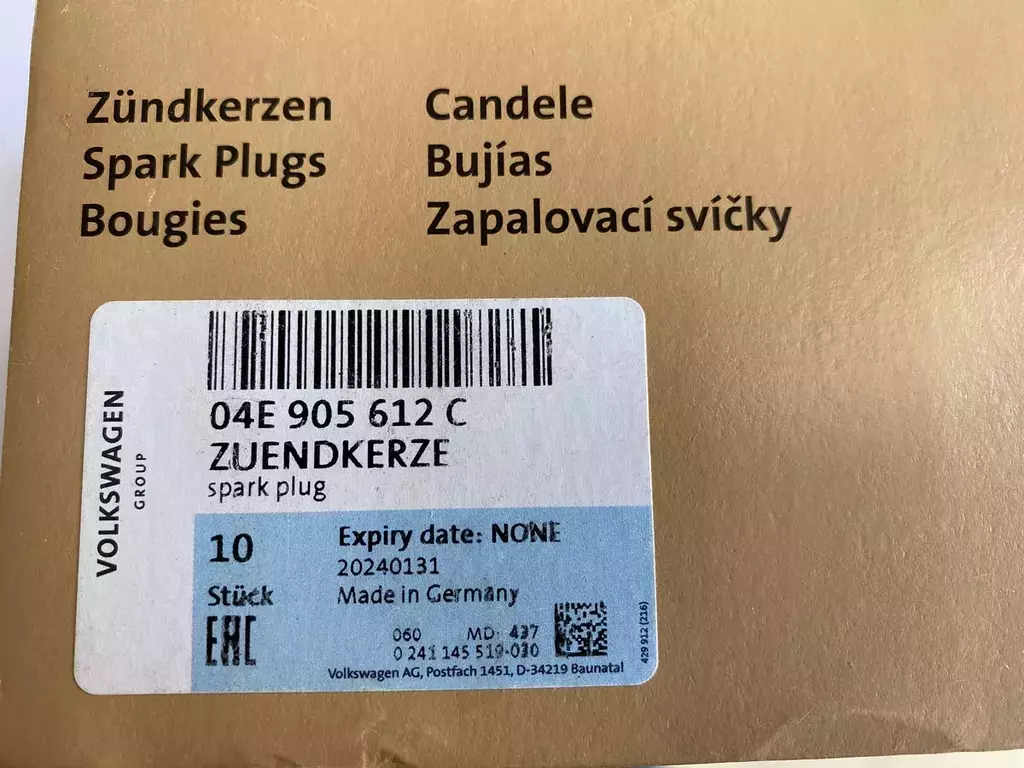 Zündkerzen
Spark Plugs
Bougies
Candele
Bujías
Zapalovací svíčky
VOLKSWAGEN
GROUP
04E 905 612 C
ZUENDKERZE
spark plug
10
Stück
EAC
Expiry date: NONE
20240131
Made in Germany
060 MD: 437
0 241 145 519-030
Volkswagen AG, Postfach 1451, D-34219 Baunatal
429 912 (216)